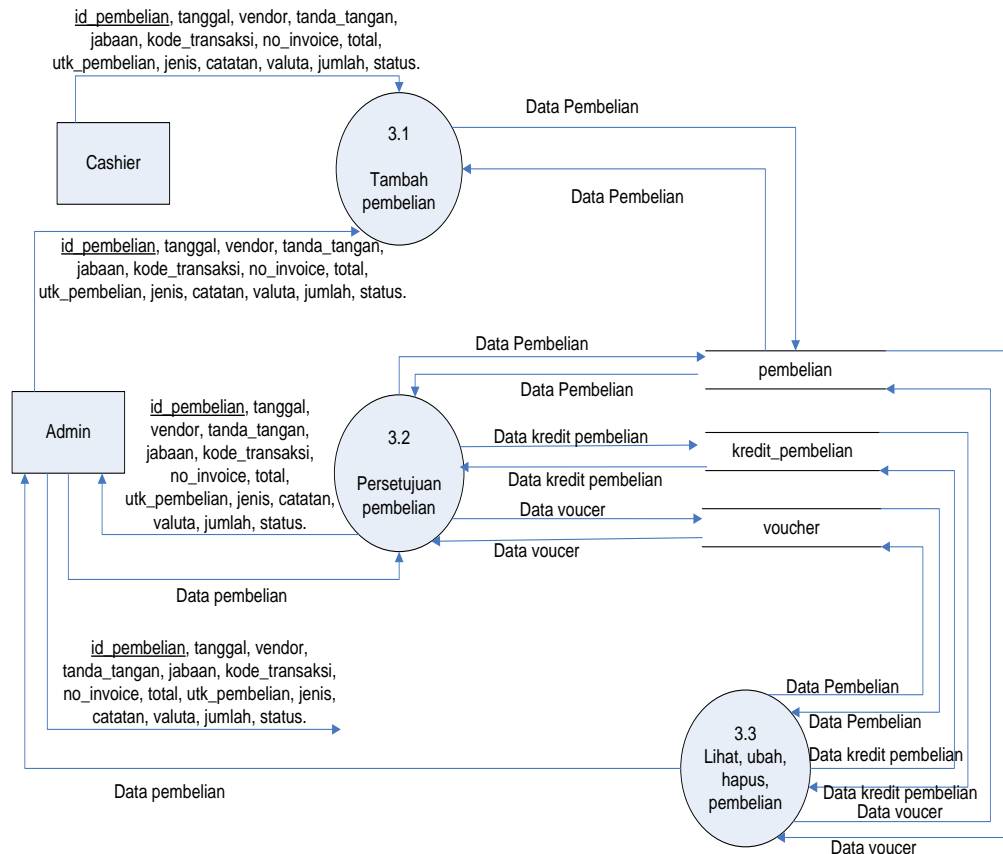 id_pembelian, tanggal, vendor, tanda_tangan,
jabaan, kode_transaksi, no_invoice, total,
utk_pembelian, jenis, catatan, valuta, jumlah, status.
Cashier
3.1
Tambah
pembelian
Data Pembelian
Data Pembelian
id_pembelian, tanggal, vendor, tanda_tangan,
jabaan, kode_transaksi, no_invoice, total,
utk_pembelian, jenis, catatan, valuta, jumlah, status.
Admin
id_pembelian, tanggal,
vendor, tanda_tangan,
jabaan, kode_transaksi,
no_invoice, total,
utk_pembelian, jenis, catatan,
valuta, jumlah, status.
3.2
Persetujuan
pembelian
Data Pembelian
Data Pembelian
pembelian
Data kredit pembelian
Data kredit pembelian
kredit_pembelian
Data voucer
Data voucer
voucher
Data pembelian
id_pembelian, tanggal, vendor,
tanda_tangan, jabaan, kode_transaksi,
no_invoice, total, utk_pembelian, jenis,
catatan, valuta, jumlah, status.
Data pembelian
3.3
Lihat, ubah,
hapus,
pembelian
Data Pembelian
Data Pembelian
Data kredit pembelian
Data kredit pembelian
Data voucer
Data voucer